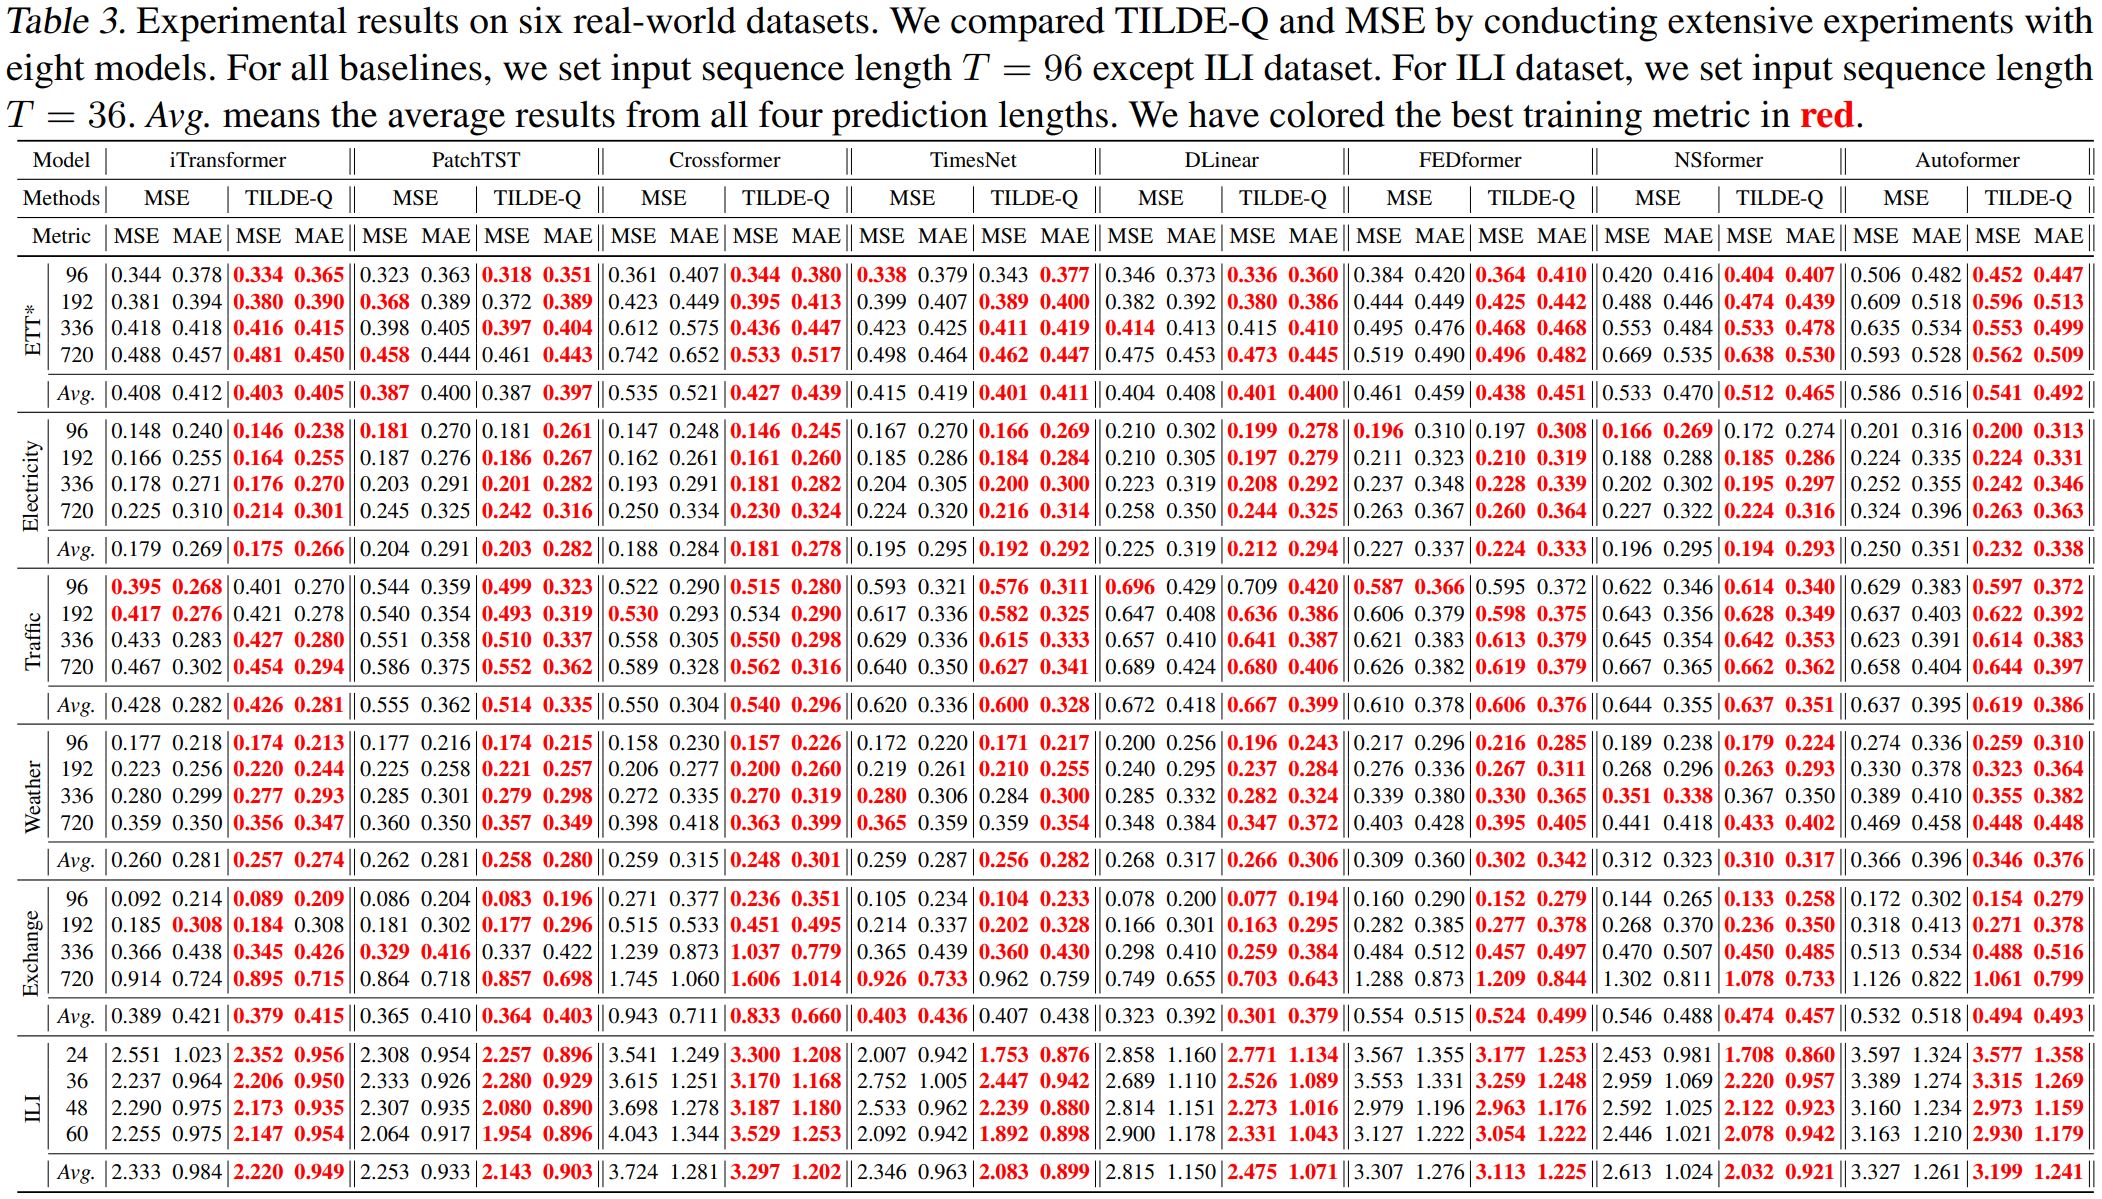 Table 3. Experimental results on six real-world datasets. We compared TILDE-Q and MSE by conducting extensive experiments with
eight models. For all baselines, we set input sequence length T = 96 except ILI dataset. For ILI dataset, we set input sequence length
T = 36. Avg. means the average results from all four prediction lengths. We have colored the best training metric in red.
Model iTransformer PatchTST Crossformer TimesNet DLinear FEDformer NSformer Autoformer
Methods MSE TILDE-Q MSE TILDE-Q MSE TILDE-Q MSE TILDE-Q MSE TILDE-Q MSE TILDE-Q MSE TILDE-Q MSE TILDE-Q
Metric MSE MAE MSE MAE MSE MAE MSE MAE MSE MAE MSE MAE MSE MAE MSE MAE MSE MAE MSE MAE MSE MAE MSE MAE MSE MAE MSE MAE MSE MAE MSE MAE
ETT*
96 0.344 0.378 0.334 0.365 0.323 0.363 0.318 0.351 0.361 0.407 0.344 0.380 0.338 0.379 0.343 0.377 0.346 0.373 0.336 0.360 0.384 0.420 0.364 0.410 0.420 0.416 0.404 0.407 0.506 0.482 0.452 0.447
192 0.381 0.394 0.380 0.390 0.368 0.389 0.372 0.389 0.423 0.449 0.395 0.413 0.399 0.407 0.389 0.400 0.382 0.392 0.380 0.386 0.444 0.449 0.425 0.442 0.488 0.446 0.474 0.439 0.609 0.518 0.596 0.513
336 0.418 0.418 0.416 0.415 0.398 0.405 0.397 0.404 0.612 0.575 0.436 0.447 0.423 0.425 0.411 0.419 0.414 0.413 0.415 0.410 0.495 0.476 0.468 0.468 0.553 0.484 0.533 0.478 0.635 0.534 0.553 0.499
720 0.488 0.457 0.481 0.450 0.458 0.444 0.461 0.443 0.742 0.652 0.533 0.517 0.498 0.464 0.462 0.447 0.475 0.453 0.473 0.445 0.519 0.490 0.496 0.482 0.669 0.535 0.638 0.530 0.593 0.528 0.562 0.509
Avg. 0.408 0.412 0.403 0.405 0.387 0.400 0.387 0.397 0.535 0.521 0.427 0.439 0.415 0.419 0.401 0.411 0.404 0.408 0.401 0.400 0.461 0.459 0.438 0.451 0.533 0.470 0.512 0.465 0.586 0.516 0.541 0.492
Electricity
96 0.148 0.240 0.146 0.238 0.181 0.270 0.181 0.261 0.147 0.248 0.146 0.245 0.167 0.270 0.166 0.269 0.210 0.302 0.199 0.278 0.196 0.310 0.197 0.308 0.166 0.269 0.172 0.274 0.201 0.316 0.200 0.313
192 0.166 0.255 0.164 0.255 0.187 0.276 0.186 0.267 0.162 0.261 0.161 0.260 0.185 0.286 0.184 0.284 0.210 0.305 0.197 0.279 0.211 0.323 0.210 0.319 0.188 0.288 0.185 0.286 0.224 0.335 0.224 0.331
336 0.178 0.271 0.176 0.270 0.203 0.291 0.201 0.282 0.193 0.291 0.181 0.282 0.204 0.305 0.200 0.300 0.223 0.319 0.208 0.292 0.237 0.348 0.228 0.339 0.202 0.302 0.195 0.297 0.252 0.355 0.242 0.346
720 0.225 0.310 0.214 0.301 0.245 0.325 0.242 0.316 0.250 0.334 0.230 0.324 0.224 0.320 0.216 0.314 0.258 0.350 0.244 0.325 0.263 0.367 0.260 0.364 0.227 0.322 0.224 0.316 0.324 0.396 0.263 0.363
Avg. 0.179 0.269 0.175 0.266 0.204 0.291 0.203 0.282 0.188 0.284 0.181 0.278 0.195 0.295 0.192 0.292 0.225 0.319 0.212 0.294 0.227 0.337 0.224 0.333 0.196 0.295 0.194 0.293 0.250 0.351 0.232 0.338
Traffic
96 0.395 0.268 0.401 0.270 0.544 0.359 0.499 0.323 0.522 0.290 0.515 0.280 0.593 0.321 0.576 0.311 0.696 0.429 0.709 0.420 0.587 0.366 0.595 0.372 0.622 0.346 0.614 0.340 0.629 0.383 0.597 0.372
192 0.417 0.276 0.421 0.278 0.540 0.354 0.493 0.319 0.530 0.293 0.534 0.290 0.617 0.336 0.582 0.325 0.647 0.408 0.636 0.386 0.606 0.379 0.598 0.375 0.643 0.356 0.628 0.349 0.637 0.403 0.622 0.392
336 0.433 0.283 0.427 0.280 0.551 0.358 0.510 0.337 0.558 0.305 0.550 0.298 0.629 0.336 0.615 0.333 0.657 0.410 0.641 0.387 0.621 0.383 0.613 0.379 0.645 0.354 0.642 0.353 0.623 0.391 0.614 0.383
720 0.467 0.302 0.454 0.294 0.586 0.375 0.552 0.362 0.589 0.328 0.562 0.316 0.640 0.350 0.627 0.341 0.689 0.424 0.680 0.406 0.626 0.382 0.619 0.379 0.667 0.365 0.662 0.362 0.658 0.404 0.644 0.397
Avg. 0.428 0.282 0.426 0.281 0.555 0.362 0.514 0.335 0.550 0.304 0.540 0.296 0.620 0.336 0.600 0.328 0.672 0.418 0.667 0.399 0.610 0.378 0.606 0.376 0.644 0.355 0.637 0.351 0.637 0.395 0.619 0.386
Weather
96 0.177 0.218 0.174 0.213 0.177 0.216 0.174 0.215 0.158 0.230 0.157 0.226 0.172 0.220 0.171 0.217 0.200 0.256 0.196 0.243 0.217 0.296 0.216 0.285 0.189 0.238 0.179 0.224 0.274 0.336 0.259 0.310
192 0.223 0.256 0.220 0.244 0.225 0.258 0.221 0.257 0.206 0.277 0.200 0.260 0.219 0.261 0.210 0.255 0.240 0.295 0.237 0.284 0.276 0.336 0.267 0.311 0.268 0.296 0.263 0.293 0.330 0.378 0.323 0.364
336 0.280 0.299 0.277 0.293 0.285 0.301 0.279 0.298 0.272 0.335 0.270 0.319 0.280 0.306 0.284 0.300 0.285 0.332 0.282 0.324 0.339 0.380 0.330 0.365 0.351 0.338 0.367 0.350 0.389 0.410 0.355 0.382
720 0.359 0.350 0.356 0.347 0.360 0.350 0.357 0.349 0.398 0.418 0.363 0.399 0.365 0.359 0.359 0.354 0.348 0.384 0.347 0.372 0.403 0.428 0.395 0.405 0.441 0.418 0.433 0.402 0.469 0.458 0.448 0.448
Avg. 0.260 0.281 0.257 0.274 0.262 0.281 0.258 0.280 0.259 0.315 0.248 0.301 0.259 0.287 0.256 0.282 0.268 0.317 0.266 0.306 0.309 0.360 0.302 0.342 0.312 0.323 0.310 0.317 0.366 0.396 0.346 0.376
Exchange
96 0.092 0.214 0.089 0.209 0.086 0.204 0.083 0.196 0.271 0.377 0.236 0.351 0.105 0.234 0.104 0.233 0.078 0.200 0.077 0.194 0.160 0.290 0.152 0.279 0.144 0.265 0.133 0.258 0.172 0.302 0.154 0.279
192 0.185 0.308 0.184 0.308 0.181 0.302 0.177 0.296 0.515 0.533 0.451 0.495 0.214 0.337 0.202 0.328 0.166 0.301 0.163 0.295 0.282 0.385 0.277 0.378 0.268 0.370 0.236 0.350 0.318 0.413 0.271 0.378
336 0.366 0.438 0.345 0.426 0.329 0.416 0.337 0.422 1.239 0.873 1.037 0.779 0.365 0.439 0.360 0.430 0.298 0.410 0.259 0.384 0.484 0.512 0.457 0.497 0.470 0.507 0.450 0.485 0.513 0.534 0.488 0.516
720 0.914 0.724 0.895 0.715 0.864 0.718 0.857 0.698 1.745 1.060 1.606 1.014 0.926 0.733 0.962 0.759 0.749 0.655 0.703 0.643 1.288 0.873 1.209 0.844 1.302 0.811 1.078 0.733 1.126 0.822 1.061 0.799
Avg. 0.389 0.421 0.379 0.415 0.365 0.410 0.364 0.403 0.943 0.711 0.833 0.660 0.403 0.436 0.407 0.438 0.323 0.392 0.301 0.379 0.554 0.515 0.524 0.499 0.546 0.488 0.474 0.457 0.532 0.518 0.494 0.493
ILI
24 2.551 1.023 2.352 0.956 2.308 0.954 2.257 0.896 3.541 1.249 3.300 1.208 2.007 0.942 1.753 0.876 2.858 1.160 2.771 1.134 3.567 1.355 3.177 1.253 2.453 0.981 1.708 0.860 3.597 1.324 3.577 1.358
36 2.237 0.964 2.206 0.950 2.333 0.926 2.280 0.929 3.615 1.251 3.170 1.168 2.752 1.005 2.447 0.942 2.689 1.110 2.526 1.089 3.553 1.331 3.259 1.248 2.959 1.069 2.220 0.957 3.389 1.274 3.315 1.269
48 2.290 0.975 2.173 0.935 2.307 0.935 2.080 0.890 3.698 1.278 3.187 1.180 2.533 0.962 2.239 0.880 2.814 1.151 2.273 1.016 2.979 1.196 2.963 1.176 2.592 1.025 2.122 0.923 3.160 1.234 2.973 1.159
60 2.255 0.975 2.147 0.954 2.064 0.917 1.954 0.896 4.043 1.344 3.529 1.253 2.092 0.942 1.892 0.898 2.900 1.178 2.331 1.043 3.127 1.222 3.054 1.222 2.446 1.021 2.078 0.942 3.163 1.210 2.930 1.179
Avg. 2.333 0.984 2.220 0.949 2.253 0.933 2.143 0.903 3.724 1.281 3.297 1.202 2.346 0.963 2.083 0.899 2.815 1.150 2.475 1.071 3.307 1.276 3.113 1.225 2.613 1.024 2.032 0.921 3.327 1.261 3.199 1.241